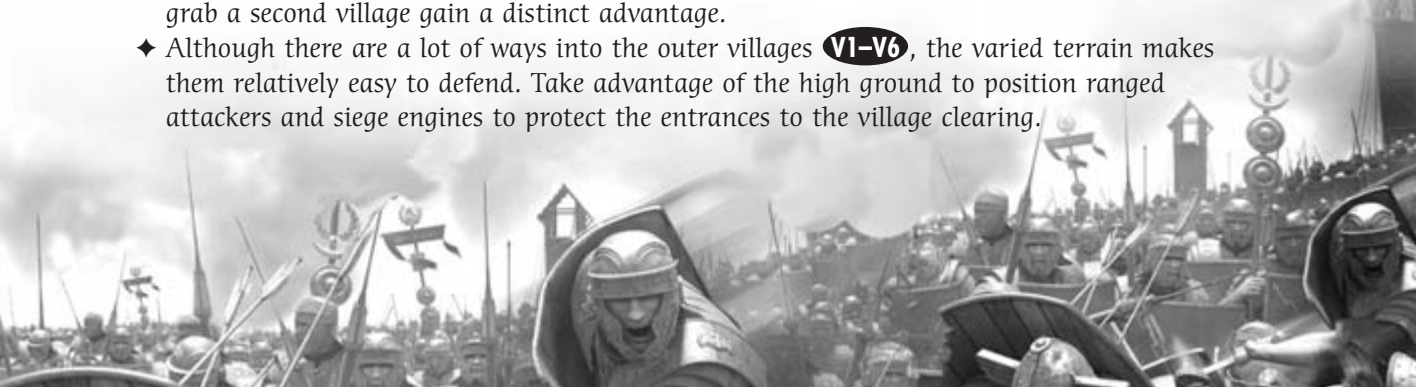 grab a second village gain a distinct advantage.
✦ Although there are a lot of ways into the outer villages V1–V6, the varied terrain makes
them relatively easy to defend. Take advantage of the high ground to position ranged
attackers and siege engines to protect the entrances to the village clearing.